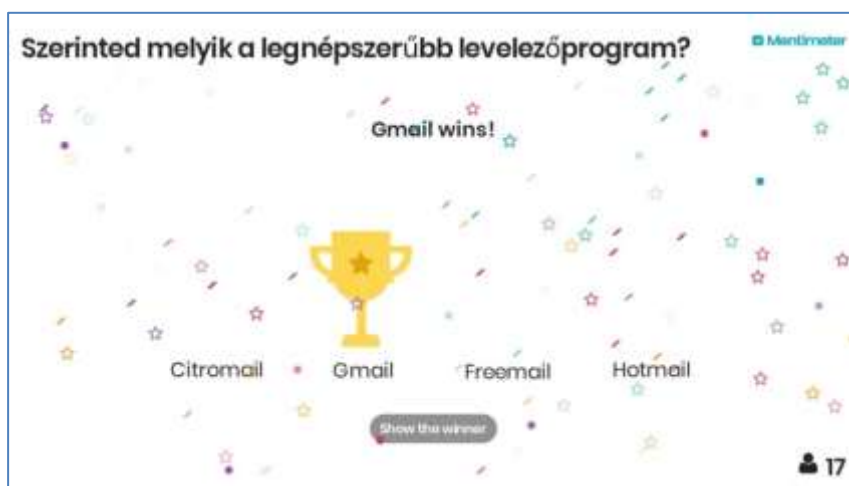 Szerinted melyik a legnépszerűbb levelezőprogram?
Mentimeter
Gmail wins!
Citromail Gmail Freemail Hotmail
Show the winner
17